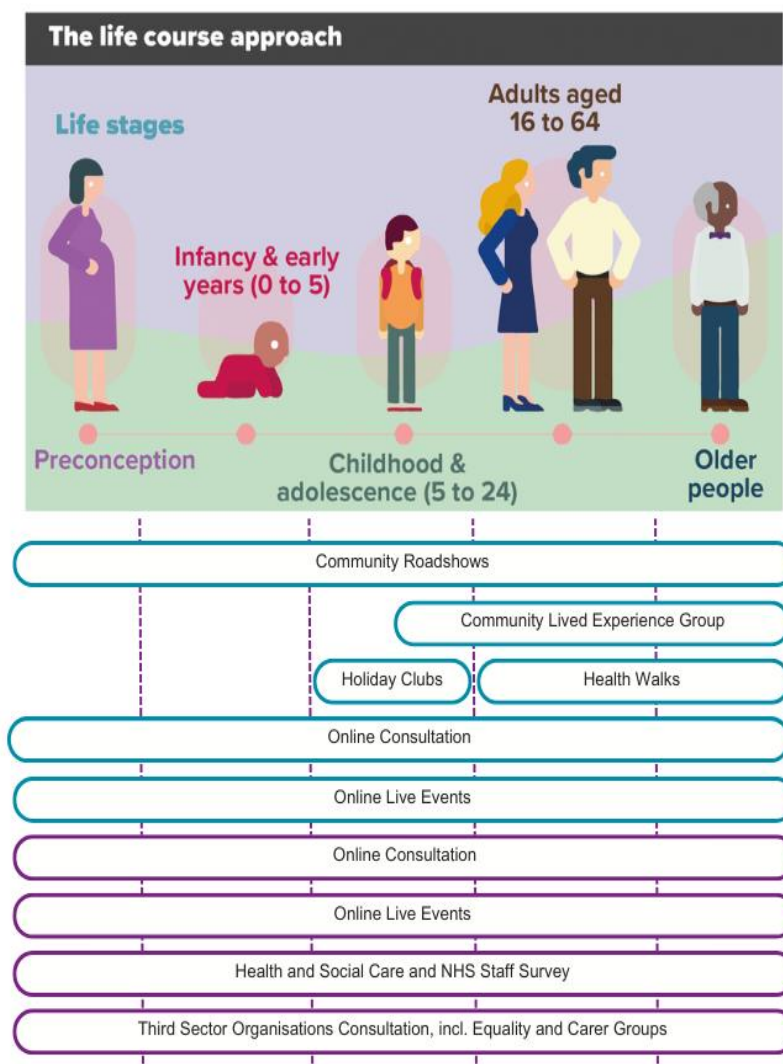 The life course approach
Life stages
Adults aged
16 to 64
Infancy & early
years (0 to 5)
Preconception
Childhood &
adolescence (5 to 24)
Older
people
Community Roadshows
Community Lived Experience Group
Holiday Clubs
Health Walks
Online Consultation
Online Live Events
Online Consultation
Online Live Events
Health and Social Care and NHS Staff Survey
Third Sector Organisations Consultation, incl. Equality and Carer Groups